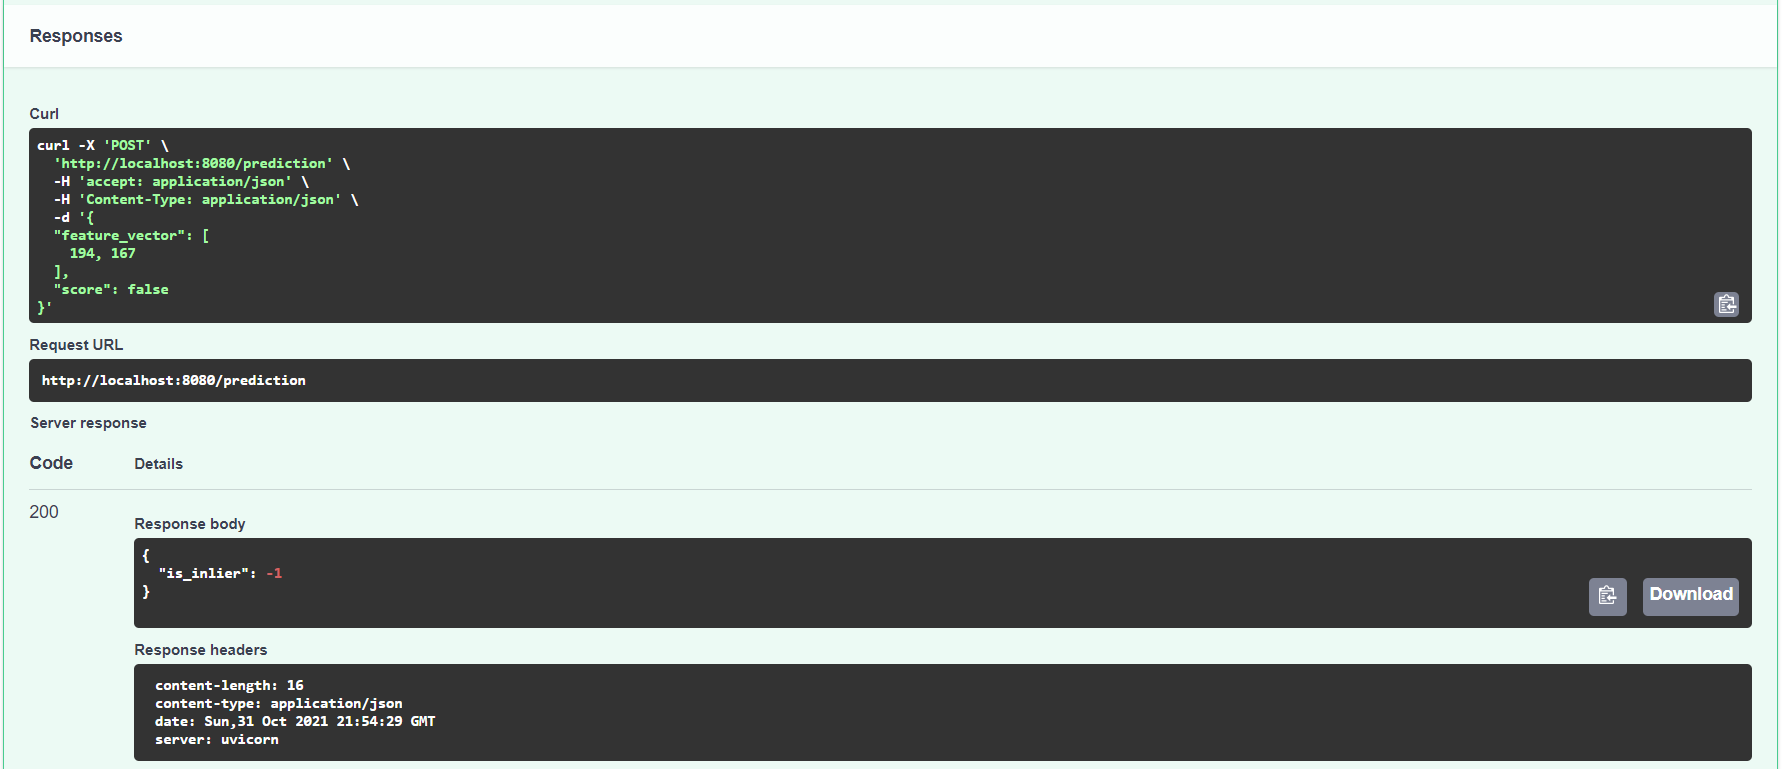 Responses
Curl
curl -X 'POST' \
  'http://localhost:8080/prediction' \
  -H 'accept: application/json' \
  -H 'Content-Type: application/json' \
  -d '{
  "feature_vector": [
    194, 167
  ],
  "score": false
}'
Request URL
http://localhost:8080/prediction
Server response
Code Details
200
Response body
{
  "is_inlier": -1
}
Download
Response headers
content-length: 16
content-type: application/json
date: Sun,31 Oct 2021 21:54:29 GMT
server: uvicorn